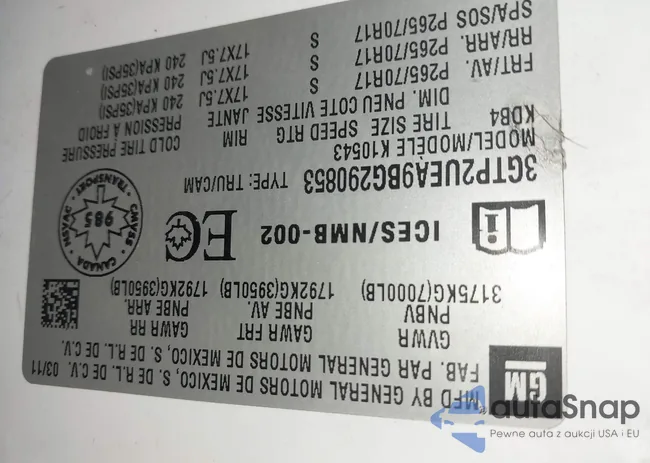 GM
MFD BY GENERAL MOTORS DE MEXICO, S. DE R.L. DE C.V.
FAB. PAR GENERAL MOTORS DE MEXICO, S. DE R.L. DE C.V. 03/11
GVWR GAWR FRT GAWR RR
PNBV PNBE AV. PNBE ARR.
3175KG(7000LB) 1792KG(3950LB) 1792KG(3950LB)
i ICES/NMB-002 EC
CANADA
985
NSVAC · TRANSPORT · CMVSS
3GTP2UEA9BG290853 TYPE: TRU/CAM
MODEL/MODELE K10543
KDB4 TIRE SIZE SPEED RTG RIM COLD TIRE PRESSURE
DIM. PNEU COTE VITESSE JANTE PRESSION A FROID
FRT/AV. P265/70R17 S 17X7.5J 240 KPA(35PSI)
RR/ARR. P265/70R17 S 17X7.5J 240 KPA(35PSI)
SPA/SOS P265/70R17 S 17X7.5J 240 KPA(35PSI)
autaSnap
Pewne auta z aukcji USA i EU